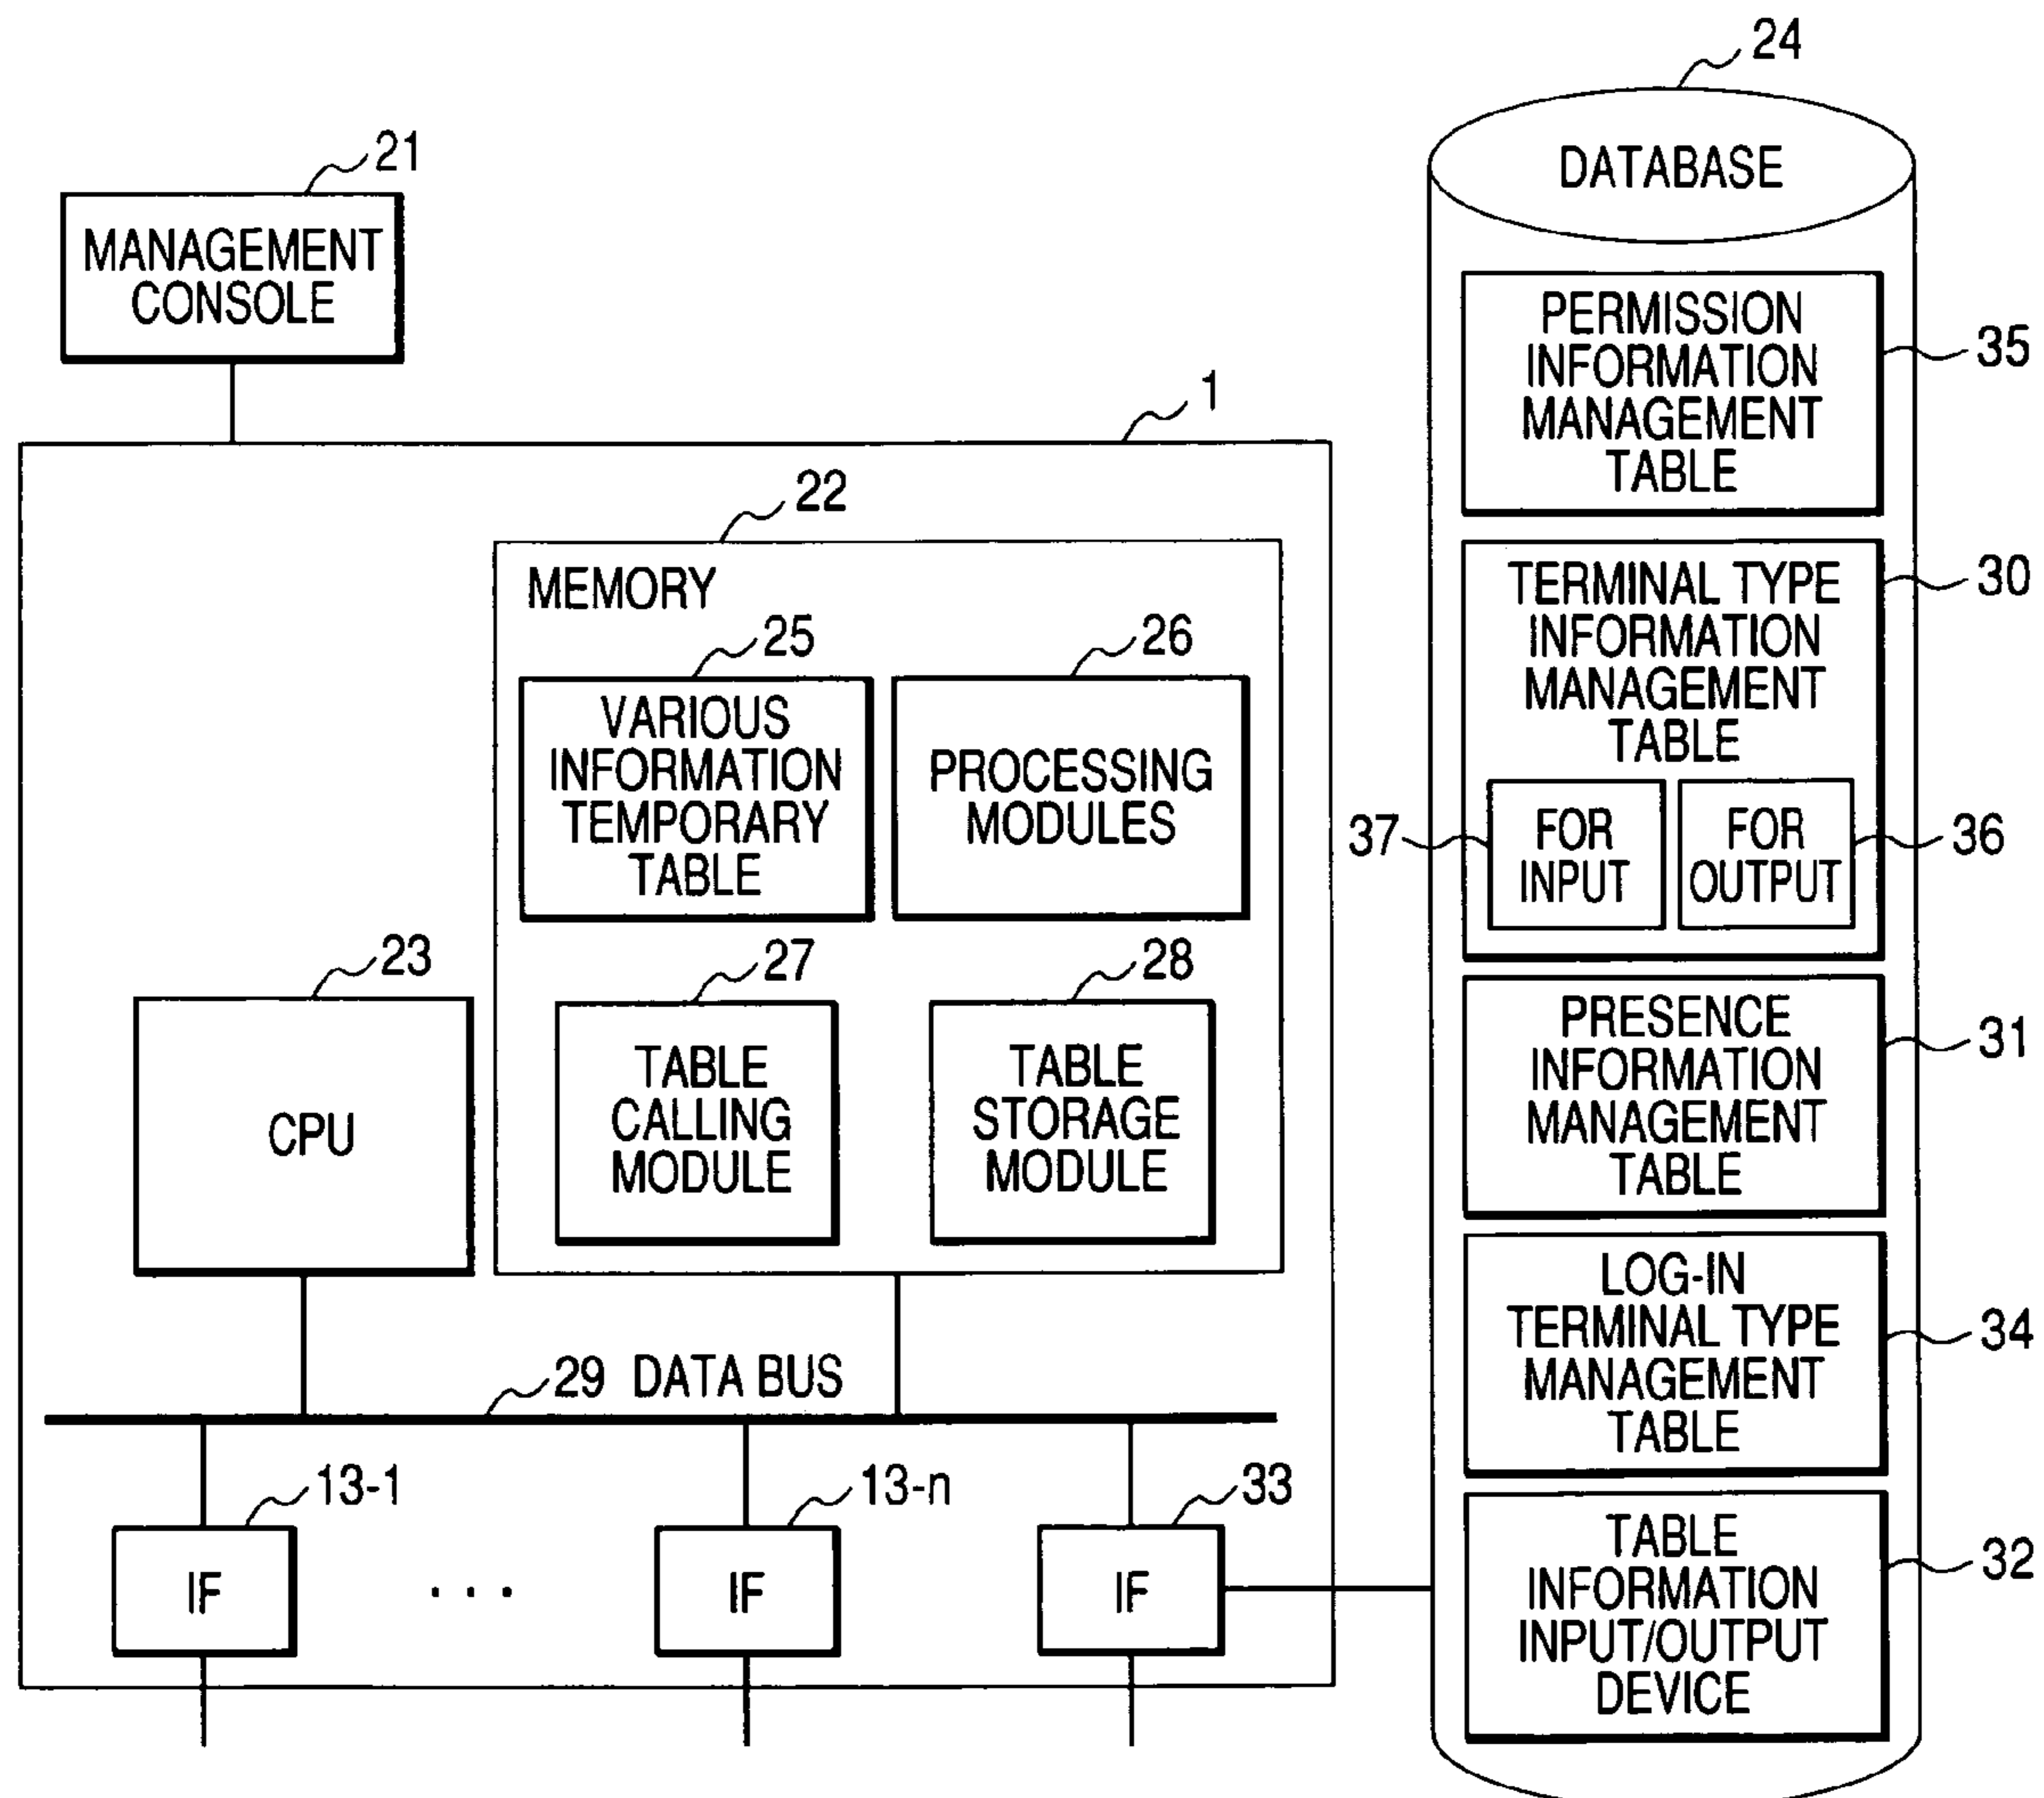 24
DATABASE
21
MANAGEMENT
CONSOLE
PERMISSION
INFORMATION
MANAGEMENT
TABLE
35
1
22
MEMORY
TERMINAL TYPE
INFORMATION
MANAGEMENT
TABLE
30
25
VARIOUS
INFORMATION
TEMPORARY
TABLE
26
PROCESSING
MODULES
37
FOR
INPUT
FOR
OUTPUT
36
23
CPU
27
TABLE
CALLING
MODULE
28
TABLE
STORAGE
MODULE
PRESENCE
INFORMATION
MANAGEMENT
TABLE
31
LOG-IN
TERMINAL TYPE
MANAGEMENT
TABLE
34
29 DATA BUS
13-1
IF
...
13-n
IF
33
IF
TABLE
INFORMATION
INPUT/OUTPUT
DEVICE
32